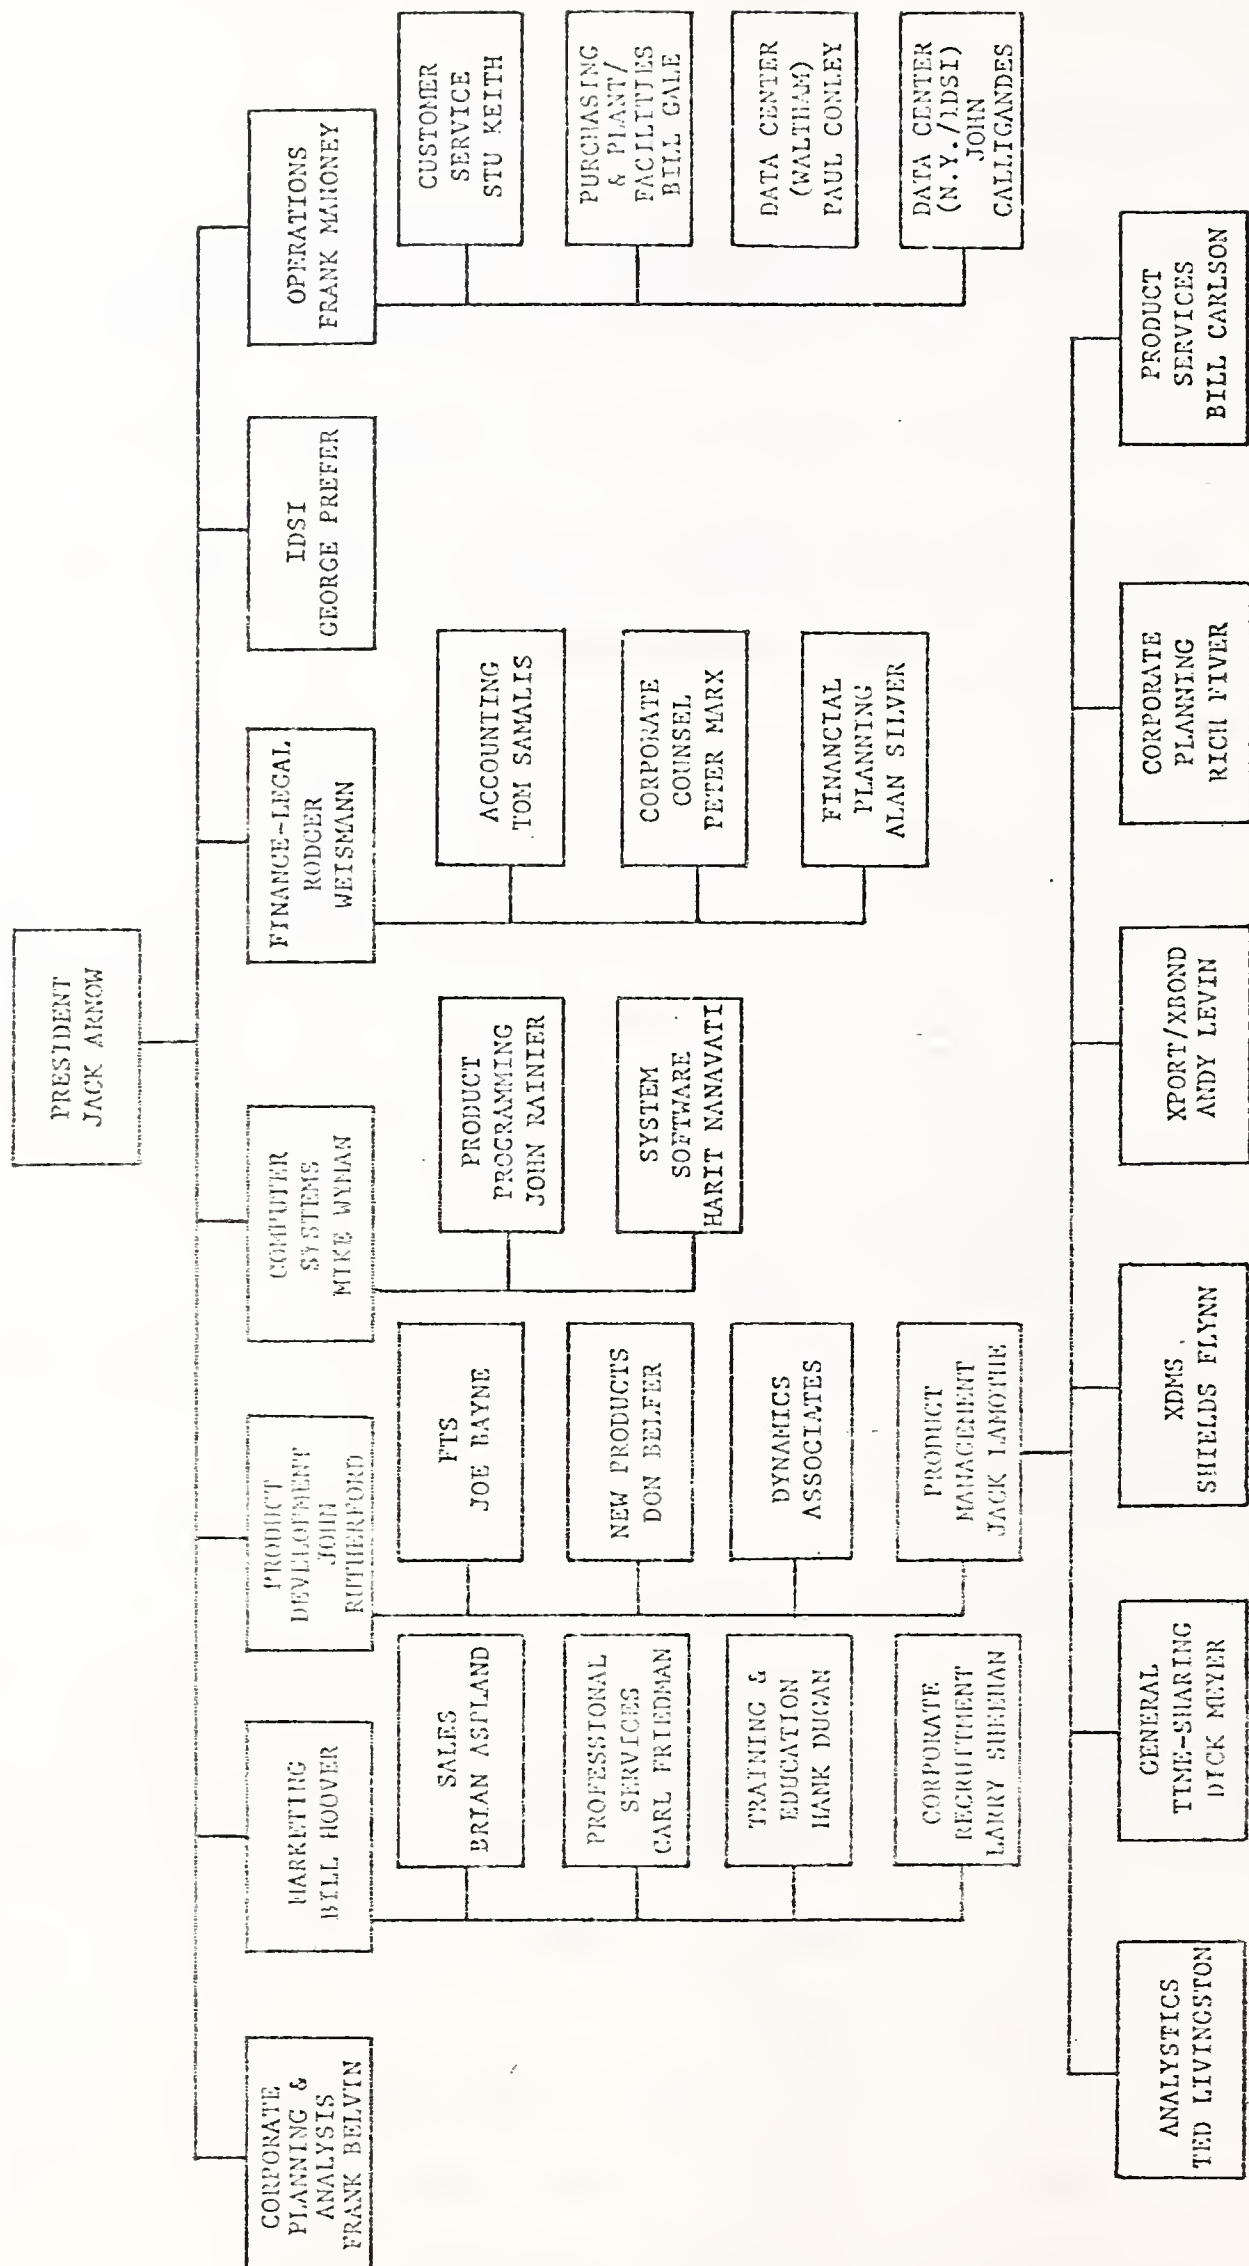 PRESIDENT
JACK ARNOW
CORPORATE
PLANNING &
ANALYSIS
FRANK BELVIN
MARKETING
BILL HOOVER
PRODUCT
DEVELOPMENT
JOHN
RUTHERFORD
COMPUTER
SYSTEMS
MIKE WYMAN
FINANCE-LEGAL
RODGER
WEISMANN
IDSI
GEORGE PREFER
OPERATIONS
FRANK MAHONEY
SALES
BRIAN ASPLAND
PROFESSIONAL
SERVICES
CARL FRIEDMAN
TRAINING &
EDUCATION
HANK DUGAN
CORPORATE
RECRUITMENT
LARRY SHEEHAN
FTS
JOE BAYNE
NEW PRODUCTS
DON BELFER
DYNAMICS
ASSOCIATES
PRODUCT
MANAGEMENT
JACK LAMOTHE
PRODUCT
PROGRAMMING
JOHN RAINIER
SYSTEM
SOFTWARE
HARIT NANAVATI
ACCOUNTING
TOM SAMALIS
CORPORATE
COUNSEL
PETER MARX
FINANCIAL
PLANNING
ALAN SILVER
CUSTOMER
SERVICE
STU KEITH
PURCHASING
& PLANT/
FACILITIES
BILL GALE
DATA CENTER
(WALTHAM)
PAUL CONLEY
DATA CENTER
(N.Y./IDSI)
JOHN
CALLIGANDES
ANALYSTICS
TED LIVINGSTON
GENERAL
TIME-SHARING
DICK MEYER
XDMS
SHIELDS FLYNN
XPORT/XBOND
ANDY LEVIN
CORPORATE
PLANNING
RICH FIVER
PRODUCT
SERVICES
BILL CARLSON